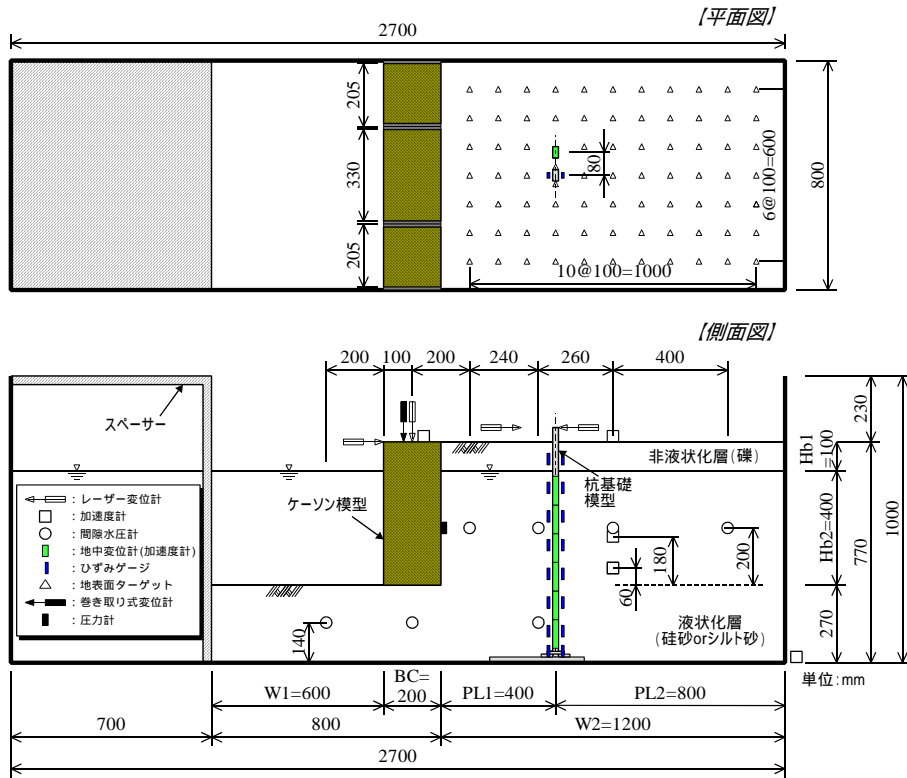 【平面図】
2700
205
330
205
80
6@100=600
800
10@100=1000
【側面図】
200
100
200
240
260
400
スペーサー
230
Hb1
=100
非液状化層(礫)
杭基礎
模型
ケーソン模型
: レーザー変位計
: 加速度計
: 間隙水圧計
: 地中変位計(加速度計)
: ひずみゲージ
: 地表面ターゲット
: 巻き取り式変位計
: 圧力計
Hb2=400
770
1000
180
200
60
270
液状化層
(硅砂orシルト砂)
140
単位:mm
W1=600
BC=
200
PL1=400
PL2=800
700
800
W2=1200
2700